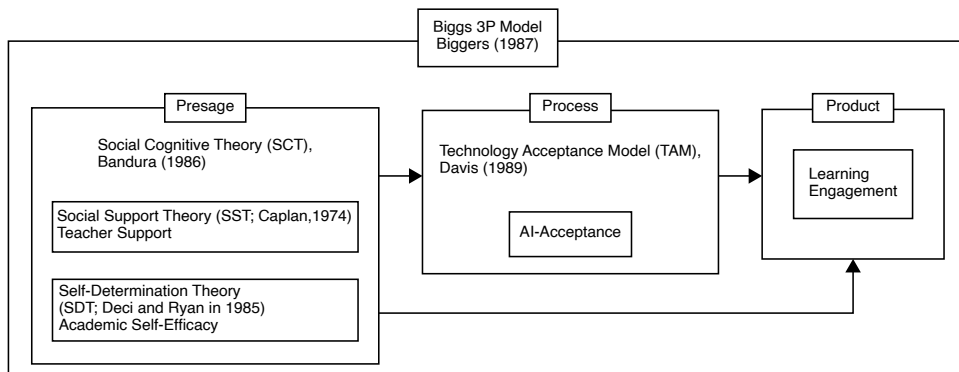 Biggs 3P Model
Biggers (1987)
Presage
Social Cognitive Theory (SCT),
Bandura (1986)
Social Support Theory (SST; Caplan,1974)
Teacher Support
Self-Determination Theory
(SDT; Deci and Ryan in 1985)
Academic Self-Efficacy
Process
Technology Acceptance Model (TAM),
Davis (1989)
AI-Acceptance
Product
Learning
Engagement